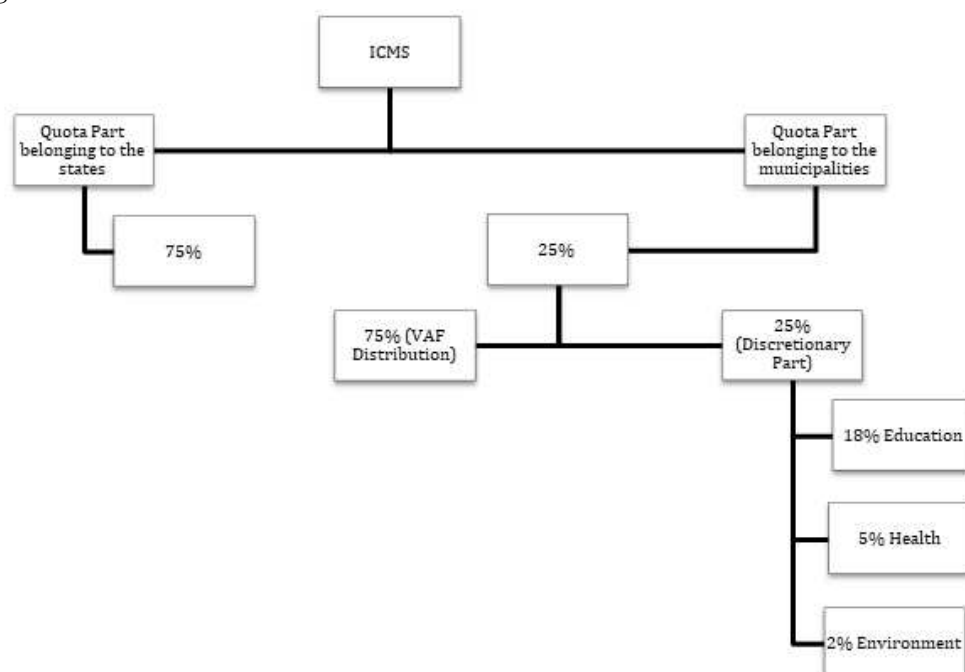 ICMS
Quota Part
belonging to the
states
Quota Part
belonging to the
municipalities
75%
25%
75% (VAF
Distribution)
25%
(Discretionary
Part)
18% Education
5% Health
2% Environment